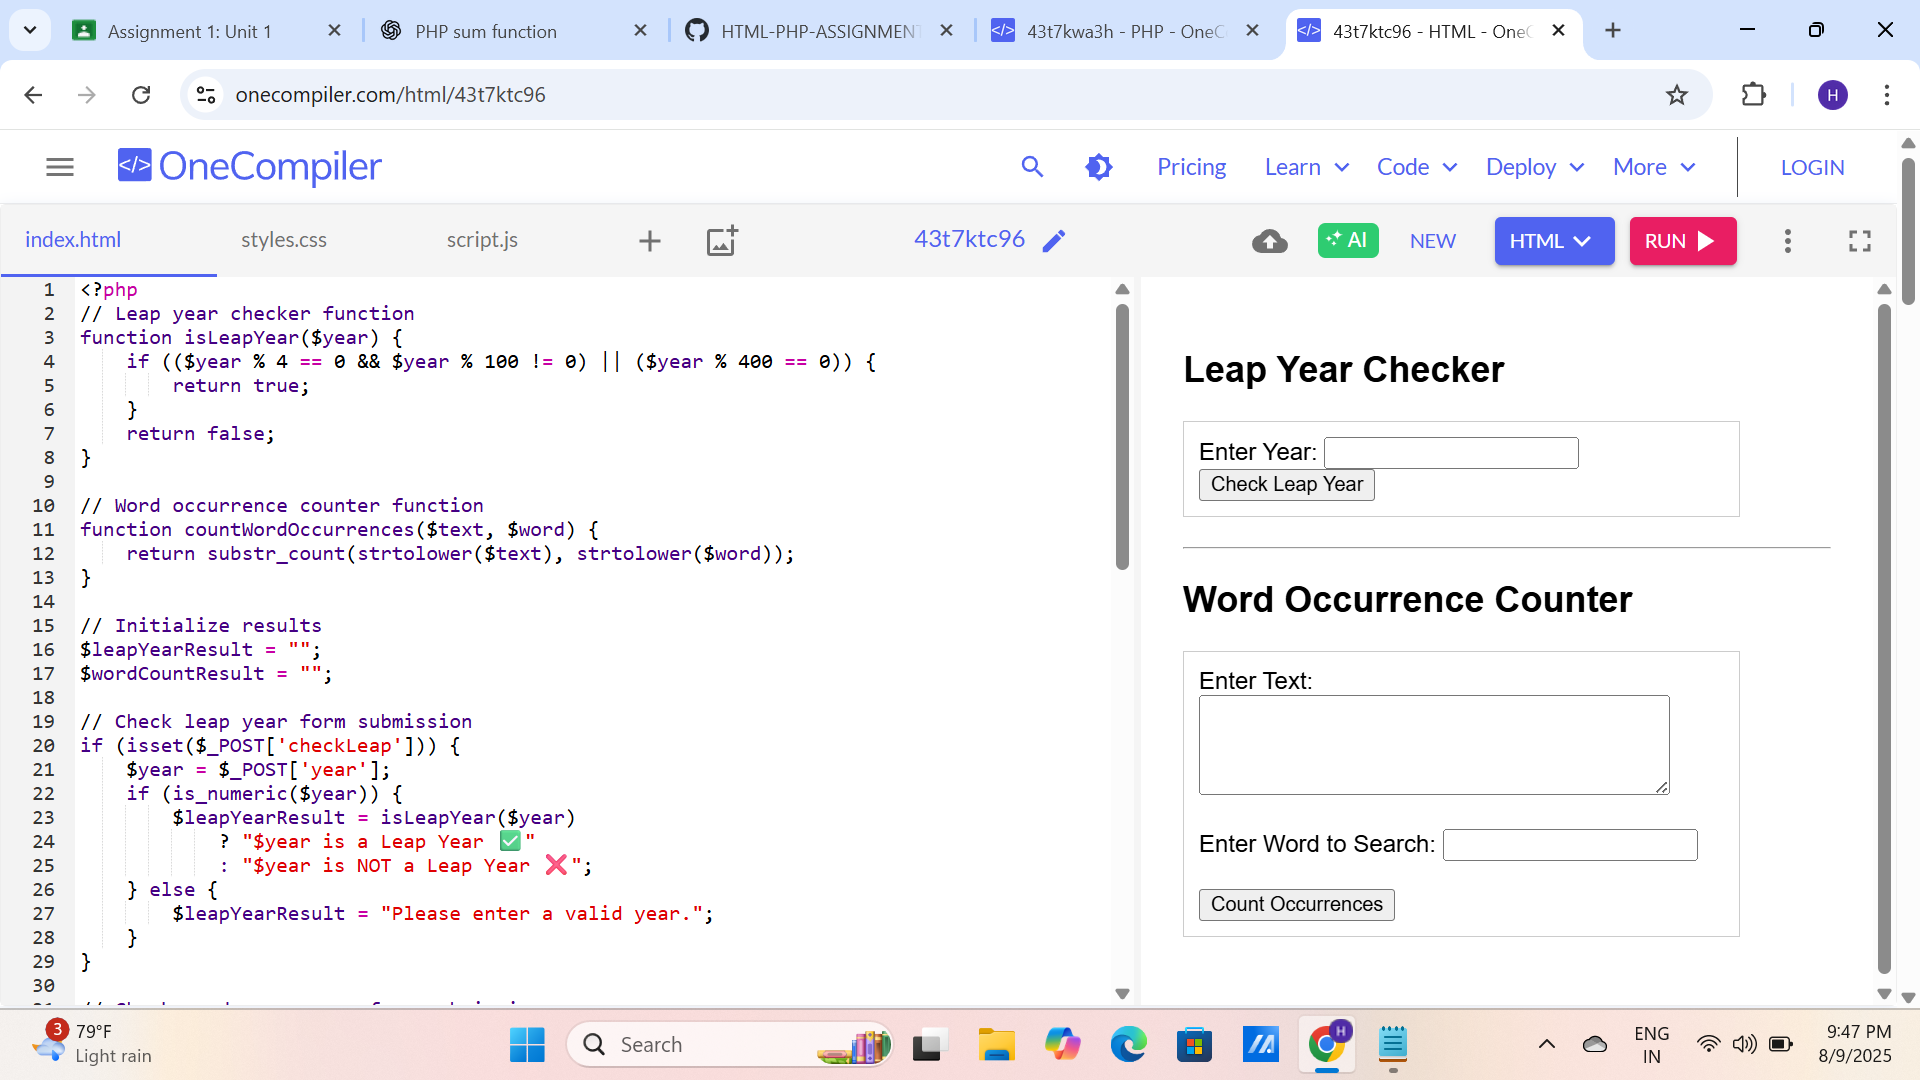 Assignment 1: Unit 1
PHP sum function
HTML-PHP-ASSIGNMENT
43t7kwa3h - PHP - OneC
43t7ktc96 - HTML - OneC
onecompiler.com/html/43t7ktc96
H
</> OneCompiler
Pricing
Learn
Code
Deploy
More
LOGIN
index.html
styles.css
script.js
43t7ktc96
AI
NEW
HTML
RUN
1 <?php
2 // Leap year checker function
3 function isLeapYear($year) {
4 if (($year % 4 == 0 && $year % 100 != 0) || ($year % 400 == 0)) {
5 return true;
6 }
7 return false;
8 }
9
10 // Word occurrence counter function
11 function countWordOccurrences($text, $word) {
12 return substr_count(strtolower($text), strtolower($word));
13 }
14
15 // Initialize results
16 $leapYearResult = "";
17 $wordCountResult = "";
18
19 // Check leap year form submission
20 if (isset($_POST['checkLeap'])) {
21 $year = $_POST['year'];
22 if (is_numeric($year)) {
23 $leapYearResult = isLeapYear($year)
24 ? "$year is a Leap Year ✅"
25 : "$year is NOT a Leap Year ❌";
26 } else {
27 $leapYearResult = "Please enter a valid year.";
28 }
29 }
30
Leap Year Checker
Enter Year:
Check Leap Year
Word Occurrence Counter
Enter Text:
Enter Word to Search:
Count Occurrences
3
79°F
Light rain
Search
H
ENG
IN
9:47 PM
8/9/2025